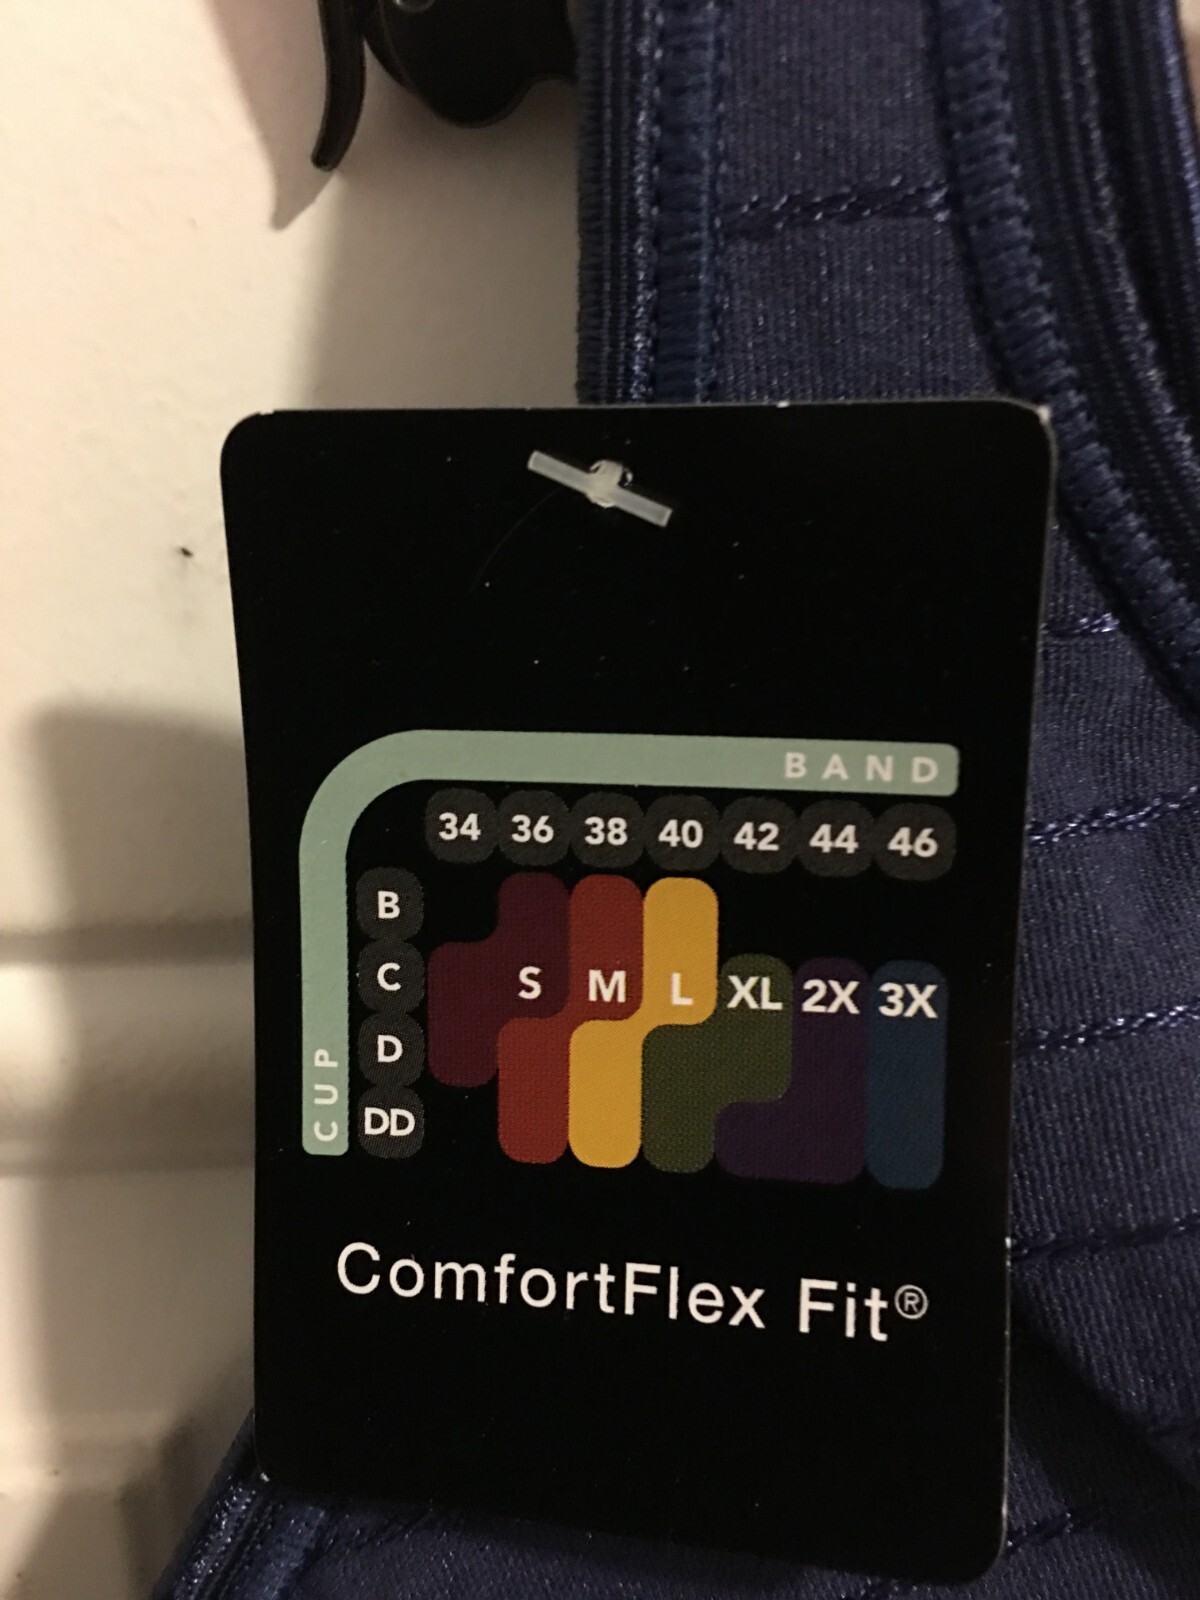 BAND
34 36 38 40 42 44 46
CUP
B
C
S M L XL 2X 3X
D
DD
ComfortFlex Fit®